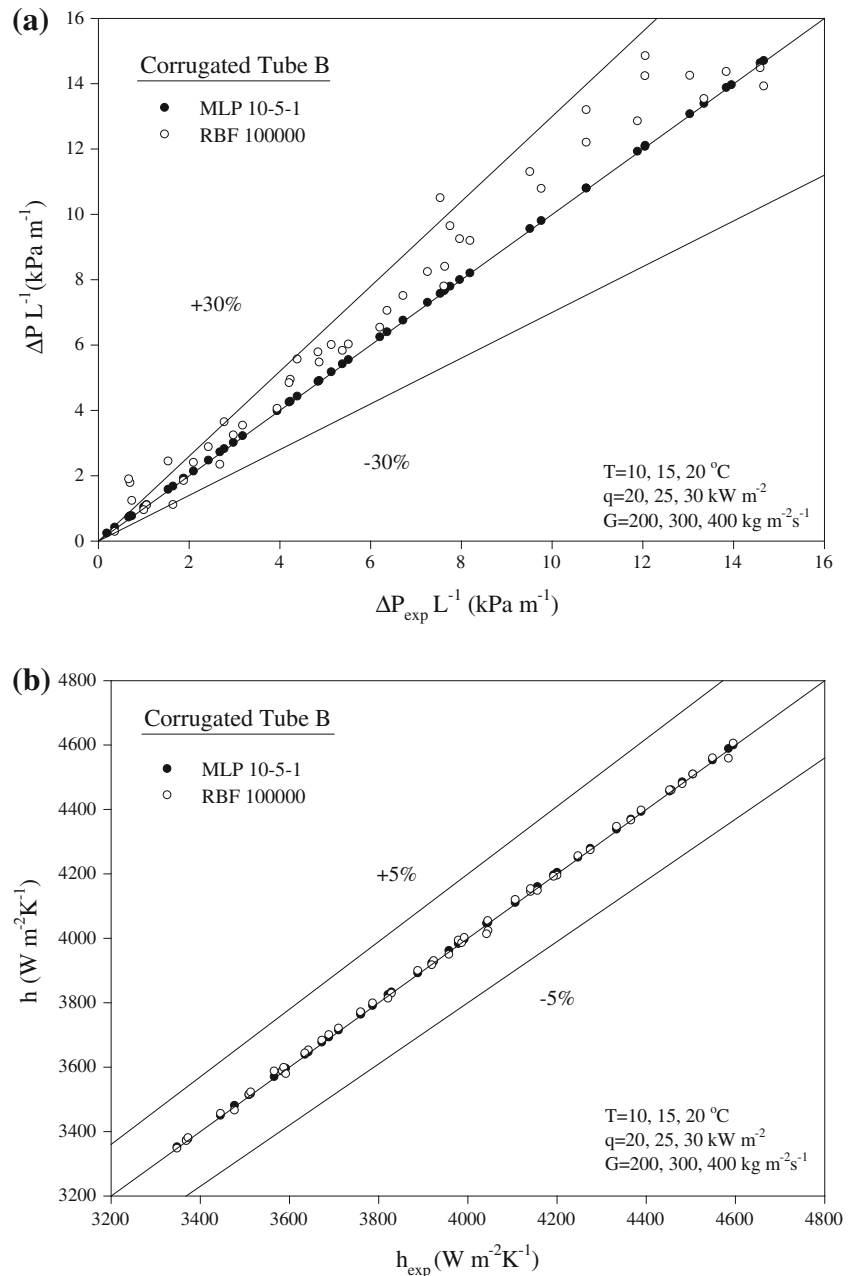 (a)
16
14
12
10
8
6
4
2
0
ΔP L⁻¹(kPa m⁻¹)
Corrugated Tube B
MLP 10-5-1
RBF 100000
+30%
-30%
T=10, 15, 20 °C
q=20, 25, 30 kW m⁻²
G=200, 300, 400 kg m⁻²s⁻¹
0 2 4 6 8 10 12 14 16
ΔP_exp L⁻¹ (kPa m⁻¹)
(b)
4800
4600
4400
4200
4000
3800
3600
3400
3200
h (W m⁻²K⁻¹)
Corrugated Tube B
MLP 10-5-1
RBF 100000
+5%
-5%
T=10, 15, 20 °C
q=20, 25, 30 kW m⁻²
G=200, 300, 400 kg m⁻²s⁻¹
3200 3400 3600 3800 4000 4200 4400 4600 4800
h_exp (W m⁻²K⁻¹)